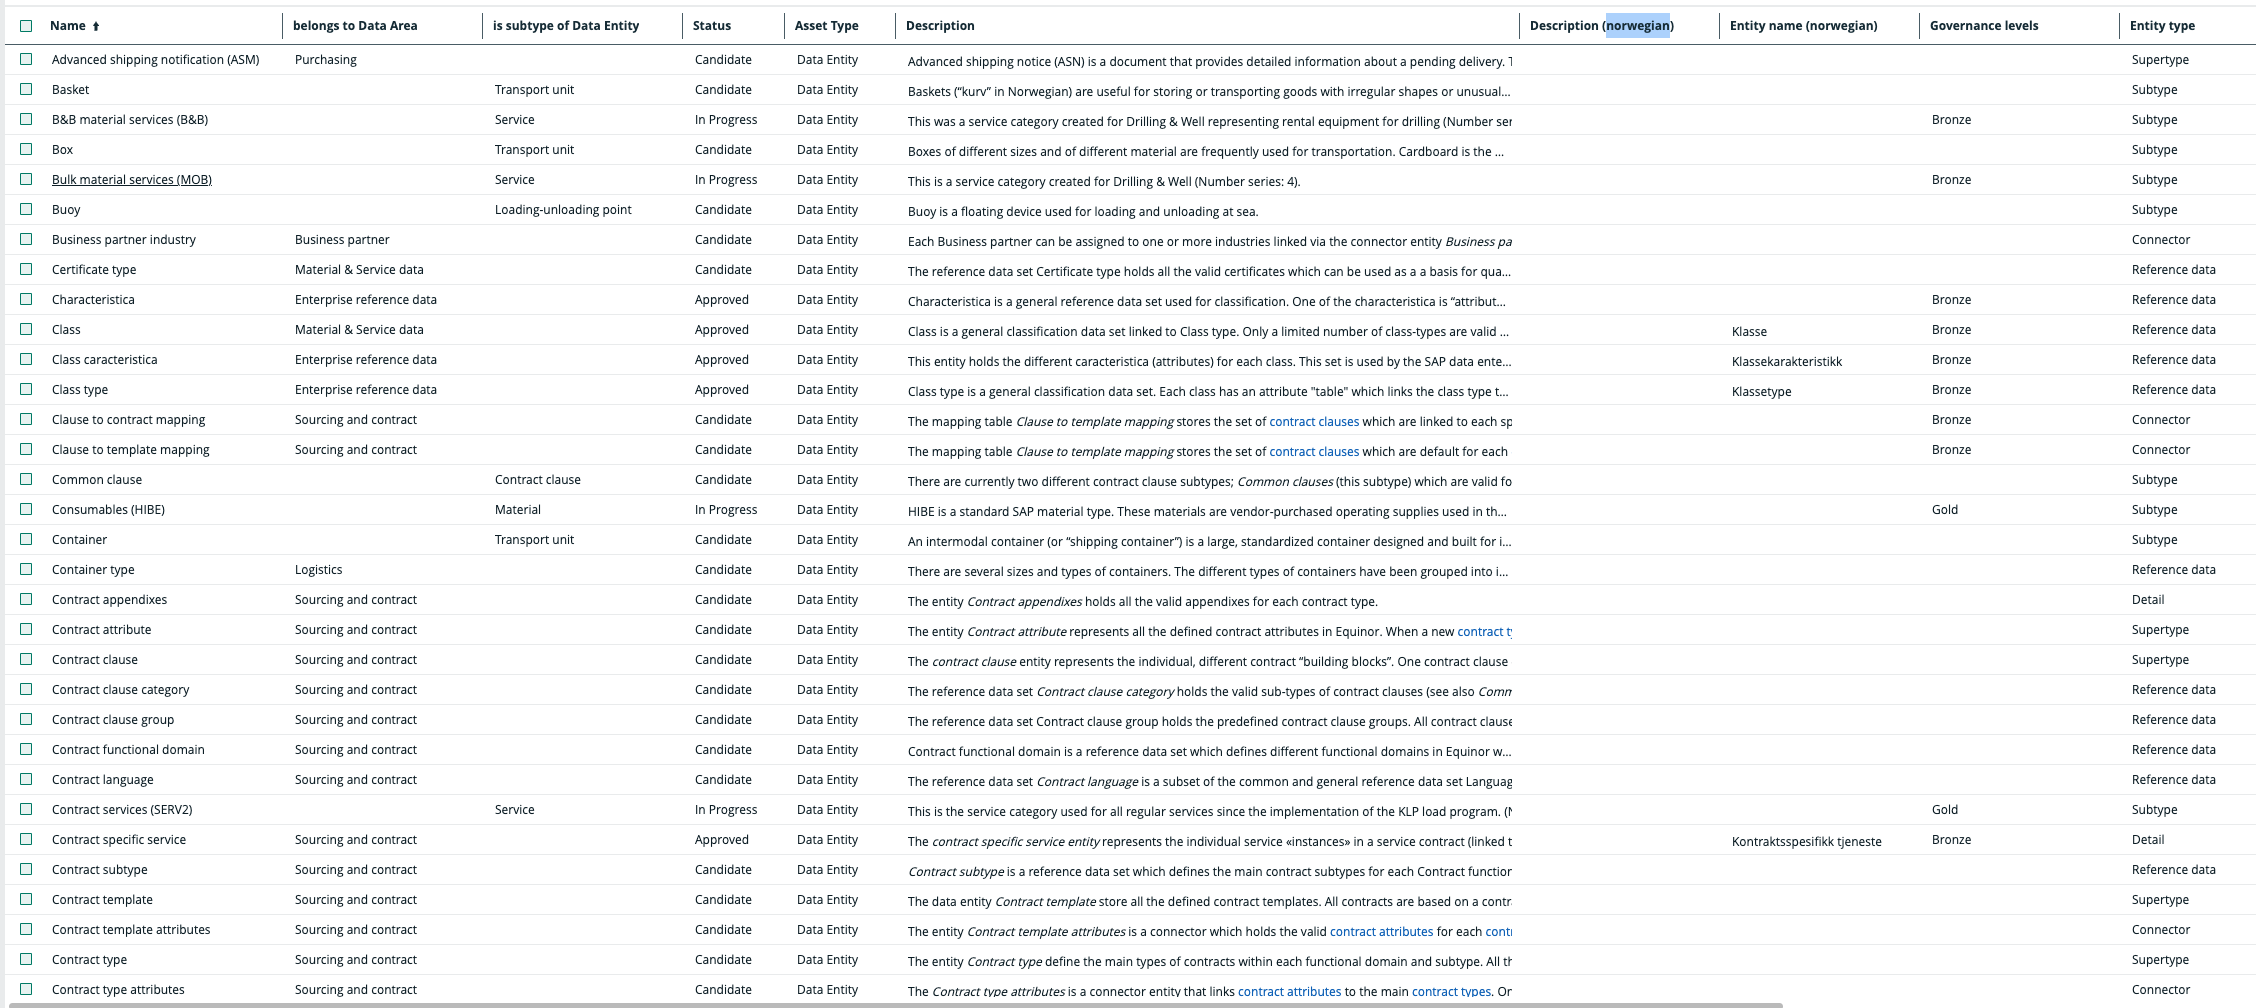 Name belongs to Data Area is subtype of Data Entity Status Asset Type Description Description (norwegian) Entity name (norwegian) Governance levels Entity type
Advanced shipping notification (ASM) Purchasing Candidate Data Entity Advanced shipping notice (ASN) is a document that provides detailed information about a pending delivery. Supertype
Basket Transport unit Candidate Data Entity Baskets (“kurv” in Norwegian) are useful for storing or transporting goods with irregular shapes or unusual... Subtype
B&B material services (B&B) Service In Progress Data Entity This was a service category created for Drilling & Well representing rental equipment for drilling (Number ser Bronze Subtype
Box Transport unit Candidate Data Entity Boxes of different sizes and of different material are frequently used for transportation. Cardboard is the ... Subtype
Bulk material services (MOB) Service In Progress Data Entity This is a service category created for Drilling & Well (Number series: 4). Bronze Subtype
Buoy Loading-unloading point Candidate Data Entity Buoy is a floating device used for loading and unloading at sea. Subtype
Business partner industry Business partner Candidate Data Entity Each Business partner can be assigned to one or more industries linked via the connector entity Business pa Connector
Certificate type Material & Service data Candidate Data Entity The reference data set Certificate type holds all the valid certificates which can be used as a a basis for qua... Reference data
Characteristica Enterprise reference data Approved Data Entity Characteristica is a general reference data set used for classification. One of the characteristica is “attribut... Bronze Reference data
Class Material & Service data Approved Data Entity Class is a general classification data set linked to Class type. Only a limited number of class-types are valid ... Klasse Bronze Reference data
Class caracteristica Enterprise reference data Approved Data Entity This entity holds the different caracteristica (attributes) for each class. This set is used by the SAP data ente... Klassekarakteristikk Bronze Reference data
Class type Enterprise reference data Approved Data Entity Class type is a general classification data set. Each class has an attribute "table" which links the class type t... Klassetype Bronze Reference data
Clause to contract mapping Sourcing and contract Candidate Data Entity The mapping table Clause to template mapping stores the set of contract clauses which are linked to each sp Bronze Connector
Clause to template mapping Sourcing and contract Candidate Data Entity The mapping table Clause to template mapping stores the set of contract clauses which are default for each Bronze Connector
Common clause Contract clause Candidate Data Entity There are currently two different contract clause subtypes; Common clauses (this subtype) which are valid fo Subtype
Consumables (HIBE) Material In Progress Data Entity HIBE is a standard SAP material type. These materials are vendor-purchased operating supplies used in th... Gold Subtype
Container Transport unit Candidate Data Entity An intermodal container (or “shipping container”) is a large, standardized container designed and built for i... Subtype
Container type Logistics Candidate Data Entity There are several sizes and types of containers. The different types of containers have been grouped into i... Reference data
Contract appendixes Sourcing and contract Candidate Data Entity The entity Contract appendixes holds all the valid appendixes for each contract type. Detail
Contract attribute Sourcing and contract Candidate Data Entity The entity Contract attribute represents all the defined contract attributes in Equinor. When a new contract ty Supertype
Contract clause Sourcing and contract Candidate Data Entity The contract clause entity represents the individual, different contract “building blocks”. One contract clause Supertype
Contract clause category Sourcing and contract Candidate Data Entity The reference data set Contract clause category holds the valid sub-types of contract clauses (see also Comm Reference data
Contract clause group Sourcing and contract Candidate Data Entity The reference data set Contract clause group holds the predefined contract clause groups. All contract clause Reference data
Contract functional domain Sourcing and contract Candidate Data Entity Contract functional domain is a reference data set which defines different functional domains in Equinor w... Reference data
Contract language Sourcing and contract Candidate Data Entity The reference data set Contract language is a subset of the common and general reference data set Languag Reference data
Contract services (SERV2) Service In Progress Data Entity This is the service category used for all regular services since the implementation of the KLP load program. Gold Subtype
Contract specific service Sourcing and contract Approved Data Entity The contract specific service entity represents the individual service «instances» in a service contract (linked t Kontraktsspesifikk tjeneste Bronze Detail
Contract subtype Sourcing and contract Candidate Data Entity Contract subtype is a reference data set which defines the main contract subtypes for each Contract function Reference data
Contract template Sourcing and contract Candidate Data Entity The data entity Contract template store all the defined contract templates. All contracts are based on a contr Supertype
Contract template attributes Sourcing and contract Candidate Data Entity The entity Contract template attributes is a connector which holds the valid contract attributes for each contr Connector
Contract type Sourcing and contract Candidate Data Entity The entity Contract type define the main types of contracts within each functional domain and subtype. All th Supertype
Contract type attributes Sourcing and contract Candidate Data Entity The Contract type attributes is a connector entity that links contract attributes to the main contract types. On Connector